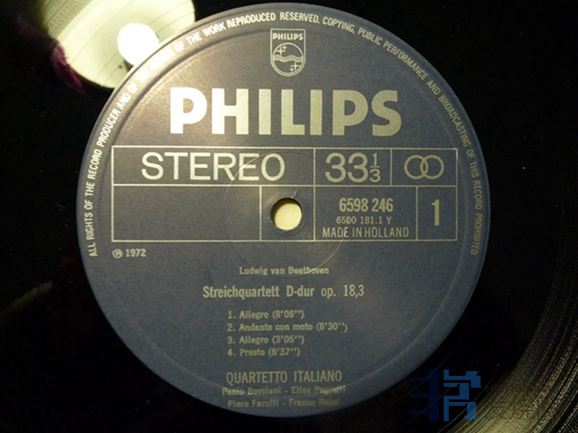 ALL RIGHTS OF THE RECORD PRODUCER AND OF THE OWNER OF THE WORK REPRODUCED RESERVED. COPYING, PUBLIC PERFORMANCE AND BROADCASTING OF THIS RECORD PROHIBITED
PHILIPS
PHILIPS
STEREO 33 1/3
6598 246
6500 181.1 Y
MADE IN HOLLAND
1
℗ 1972
Ludwig van Beethoven
Streichquartett D-dur op. 18,3
1. Allegro (8'08'')
2. Andante con moto (8'30'')
3. Allegro (3'05'')
4. Presto (6'37'')
QUARTETTO ITALIANO
Paolo Borciani - Elisa Pegreffi
Piero Farulli - Franco Rossi